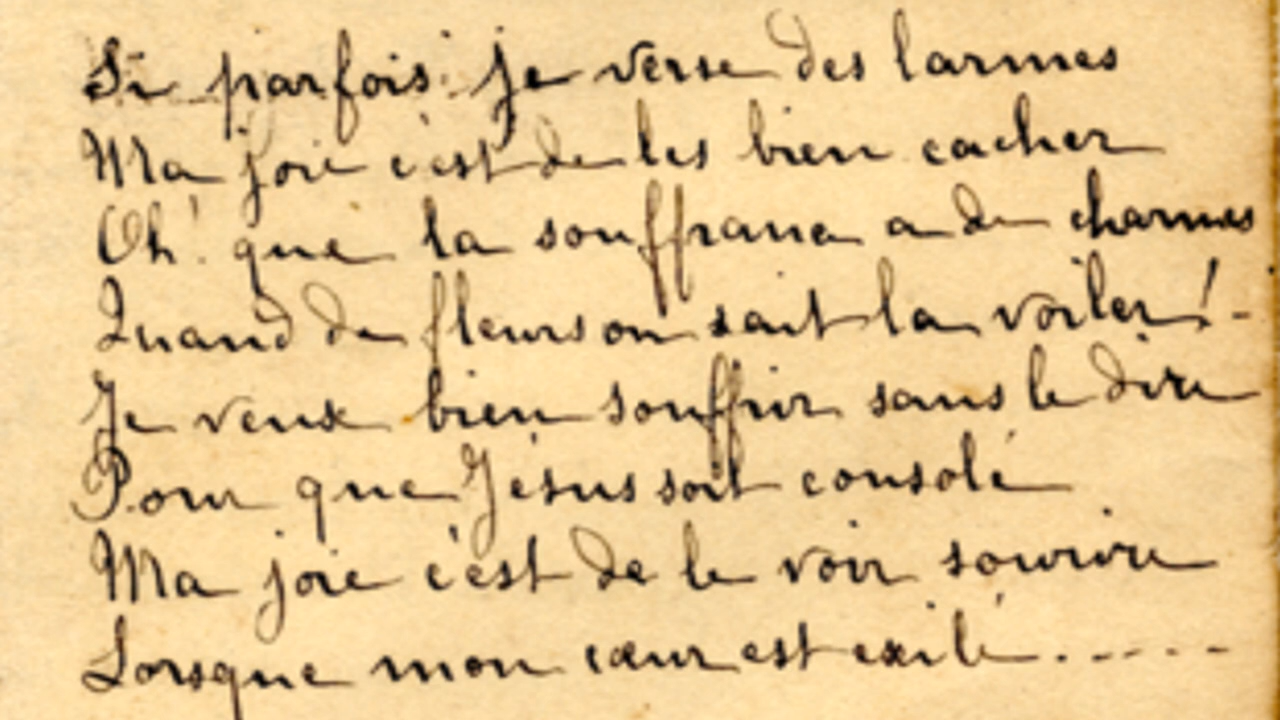 Si parfois je verse des larmes
Ma joie c'est de les bien cacher
Oh! que la souffrance a de charmes
Quand de fleurs on sait la voiler!-
Je veux bien souffrir sans le dire
Pour que Jésus soit consolé
Ma joie c'est de le voir sourire
Lorsque mon cœur est exilé.----